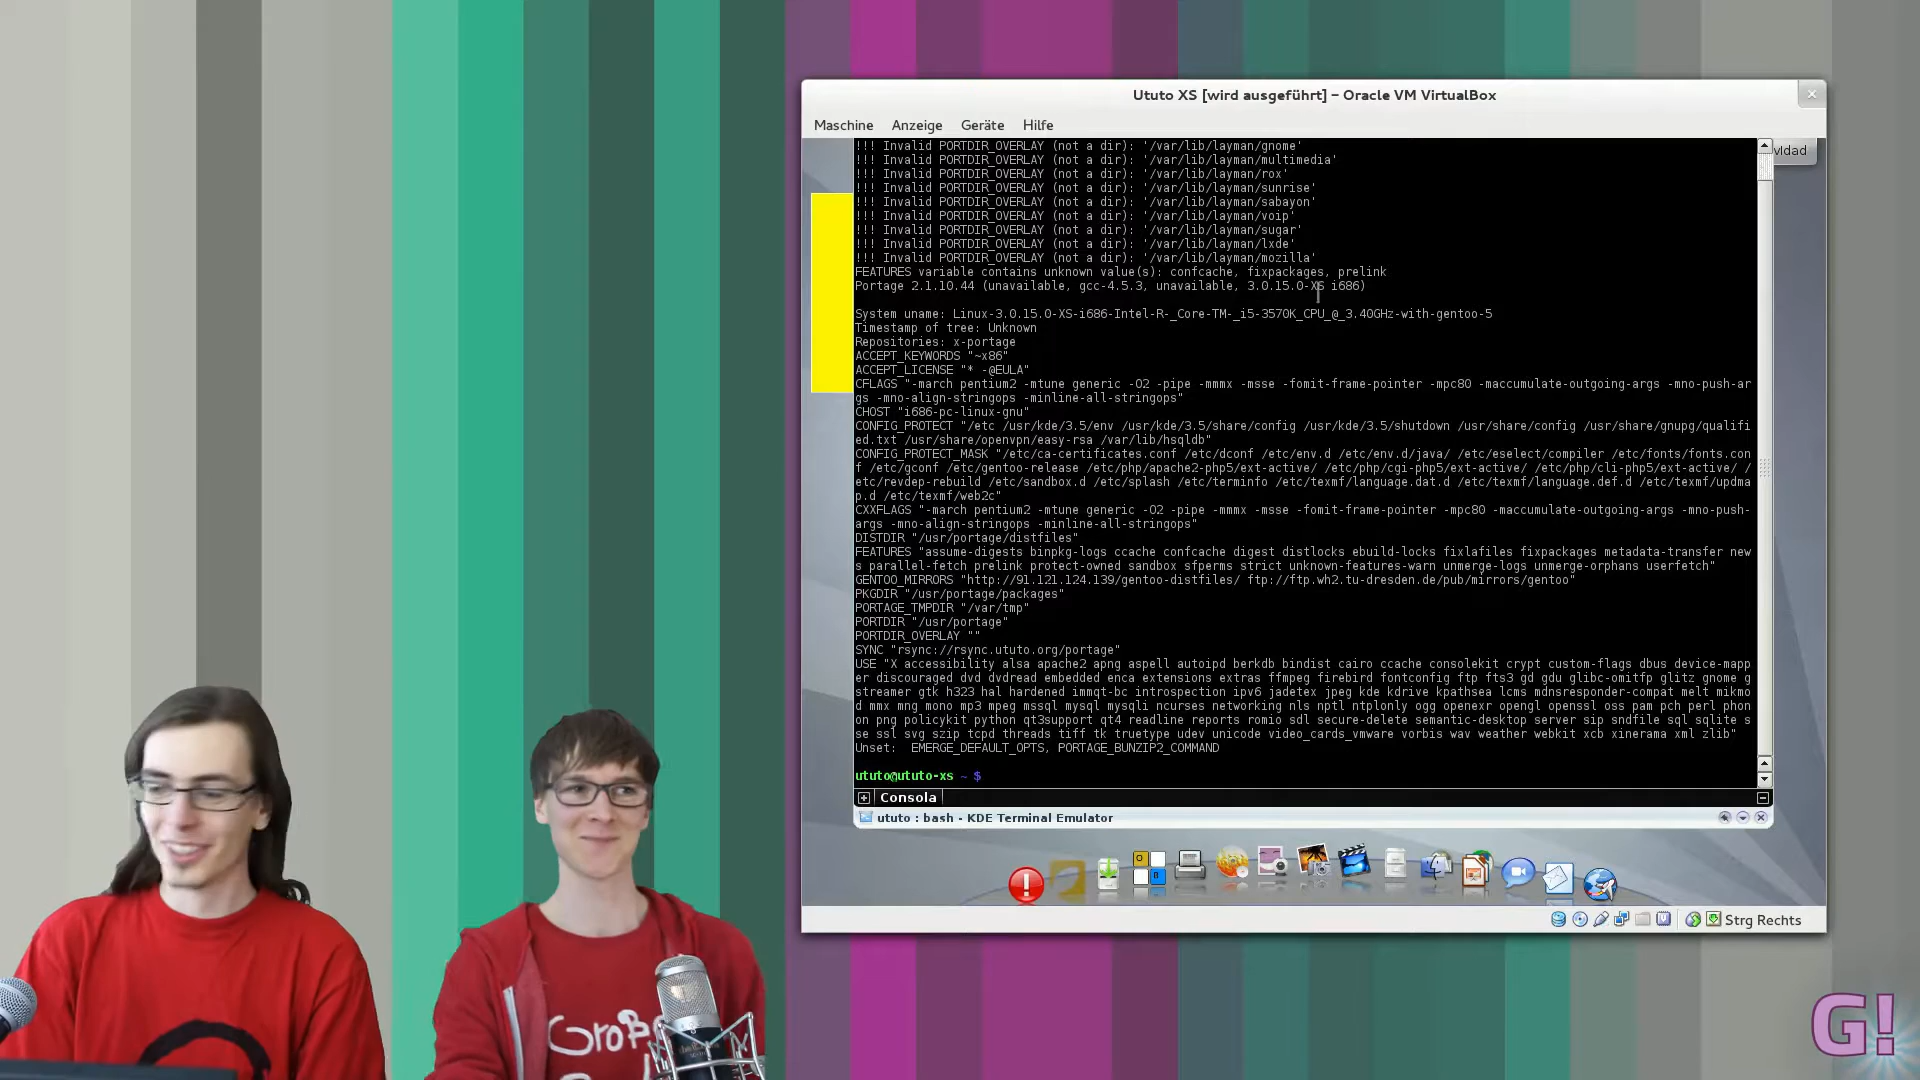 Ututo XS [wird ausgeführt] – Oracle VM VirtualBox
Maschine Anzeige Geräte Hilfe
vidad
!!! Invalid PORTDIR_OVERLAY (not a dir): '/var/lib/layman/gnome'
!!! Invalid PORTDIR_OVERLAY (not a dir): '/var/lib/layman/multimedia'
!!! Invalid PORTDIR_OVERLAY (not a dir): '/var/lib/layman/rox'
!!! Invalid PORTDIR_OVERLAY (not a dir): '/var/lib/layman/sunrise'
!!! Invalid PORTDIR_OVERLAY (not a dir): '/var/lib/layman/sabayon'
!!! Invalid PORTDIR_OVERLAY (not a dir): '/var/lib/layman/voip'
!!! Invalid PORTDIR_OVERLAY (not a dir): '/var/lib/layman/sugar'
!!! Invalid PORTDIR_OVERLAY (not a dir): '/var/lib/layman/lxde'
!!! Invalid PORTDIR_OVERLAY (not a dir): '/var/lib/layman/mozilla'
FEATURES variable contains unknown value(s): confcache, fixpackages, prelink
Portage 2.1.10.44 (unavailable, gcc-4.5.3, unavailable, 3.0.15.0-XS i686)
System uname: Linux-3.0.15.0-XS-i686-Intel-R-_Core-TM-_i5-3570K_CPU_@_3.40GHz-with-gentoo-5
Timestamp of tree: Unknown
Repositories: x-portage
ACCEPT_KEYWORDS "~x86"
ACCEPT_LICENSE "* -@EULA"
CFLAGS "-march pentium2 -mtune generic -O2 -pipe -mmmx -msse -fomit-frame-pointer -mpc80 -maccumulate-outgoing-args -mno-push-ar
gs -mno-align-stringops -minline-all-stringops"
CHOST "i686-pc-linux-gnu"
CONFIG_PROTECT "/etc /usr/kde/3.5/env /usr/kde/3.5/share/config /usr/kde/3.5/shutdown /usr/share/config /usr/share/gnupg/qualifi
ed.txt /usr/share/openvpn/easy-rsa /var/lib/hsqldb"
CONFIG_PROTECT_MASK "/etc/ca-certificates.conf /etc/dconf /etc/env.d /etc/env.d/java/ /etc/eselect/compiler /etc/fonts/fonts.con
f /etc/gconf /etc/gentoo-release /etc/php/apache2-php5/ext-active/ /etc/php/cgi-php5/ext-active/ /etc/php/cli-php5/ext-active/ /
etc/revdep-rebuild /etc/sandbox.d /etc/splash /etc/terminfo /etc/texmf/language.dat.d /etc/texmf/language.def.d /etc/texmf/updma
p.d /etc/texmf/web2c"
CXXFLAGS "-march pentium2 -mtune generic -O2 -pipe -mmmx -msse -fomit-frame-pointer -mpc80 -maccumulate-outgoing-args -mno-push-
args -mno-align-stringops -minline-all-stringops"
DISTDIR "/usr/portage/distfiles"
FEATURES "assume-digests binpkg-logs ccache confcache digest distlocks ebuild-locks fixlafiles fixpackages metadata-transfer new
s parallel-fetch prelink protect-owned sandbox sfperms strict unknown-features-warn unmerge-logs unmerge-orphans userfetch"
GENTOO_MIRRORS "http://91.121.124.139/gentoo-distfiles/ ftp://ftp.wh2.tu-dresden.de/pub/mirrors/gentoo"
PKGDIR "/usr/portage/packages"
PORTAGE_TMPDIR "/var/tmp"
PORTDIR "/usr/portage"
PORTDIR_OVERLAY ""
SYNC "rsync://rsync.ututo.org/portage"
USE "X accessibility alsa apache2 apng aspell autoipd berkdb bindist cairo ccache consolekit crypt custom-flags dbus device-mapp
er discouraged dvd dvdread embedded enca extensions extras ffmpeg firebird fontconfig ftp fts3 gd gdu glibc-omitfp glitz gnome g
streamer gtk h323 hal hardened immqt-bc introspection ipv6 jadetex jpeg kde kdrive kpathsea lcms mdnsresponder-compat melt mikmo
d mmx mng mono mp3 mpeg mssql mysql mysqli ncurses networking nls nptl ntplonly ogg openexr opengl openssl oss pam pch perl phon
on png policykit python qt3support qt4 readline reports romio sdl secure-delete semantic-desktop server sip sndfile sql sqlite s
se ssl svg szip tcpd threads tiff tk truetype udev unicode video_cards_vmware vorbis wav weather webkit xcb xinerama xml zlib"
Unset: EMERGE_DEFAULT_OPTS, PORTAGE_BUNZIP2_COMMAND
ututo@ututo-xs ~ $
Consola
ututo : bash - KDE Terminal Emulator
Strg Rechts
G!